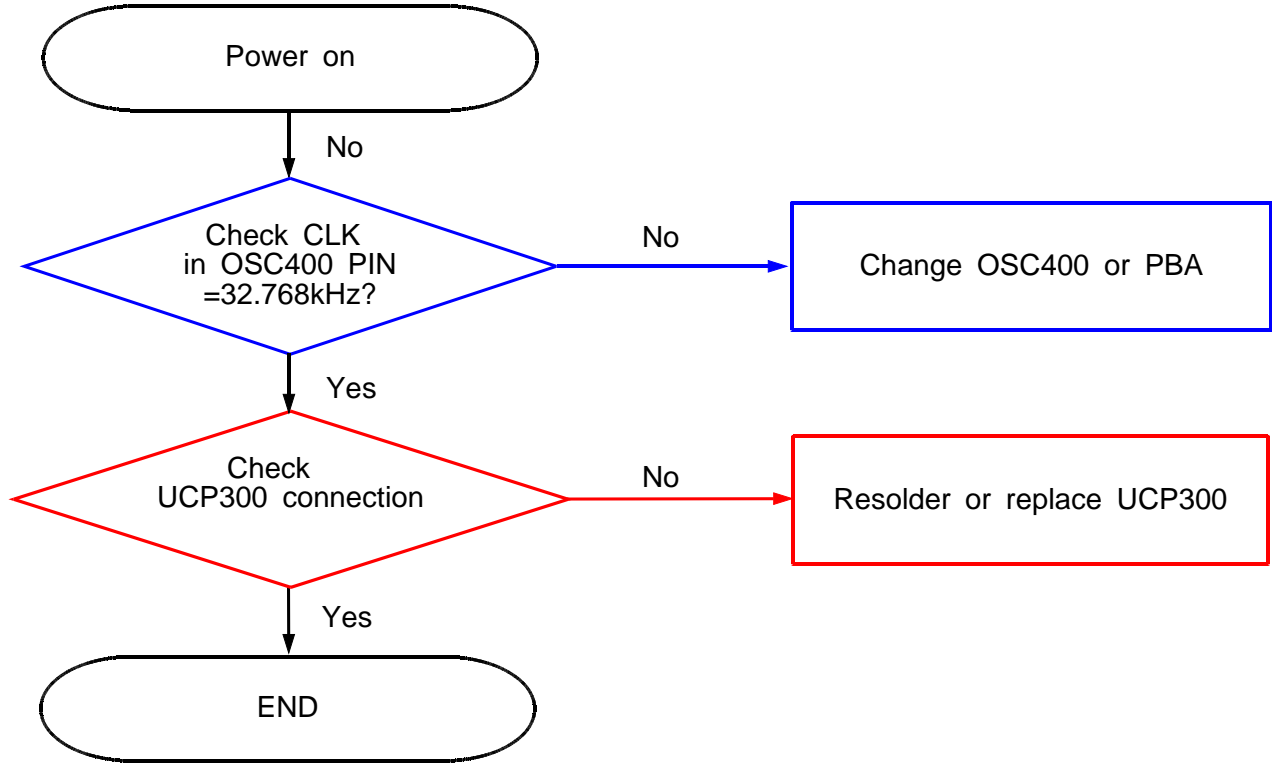 Power on
No
Check CLK
in OSC400 PIN
=32.768kHz?
No
Change OSC400 or PBA
Yes
Check
UCP300 connection
No
Resolder or replace UCP300
Yes
END